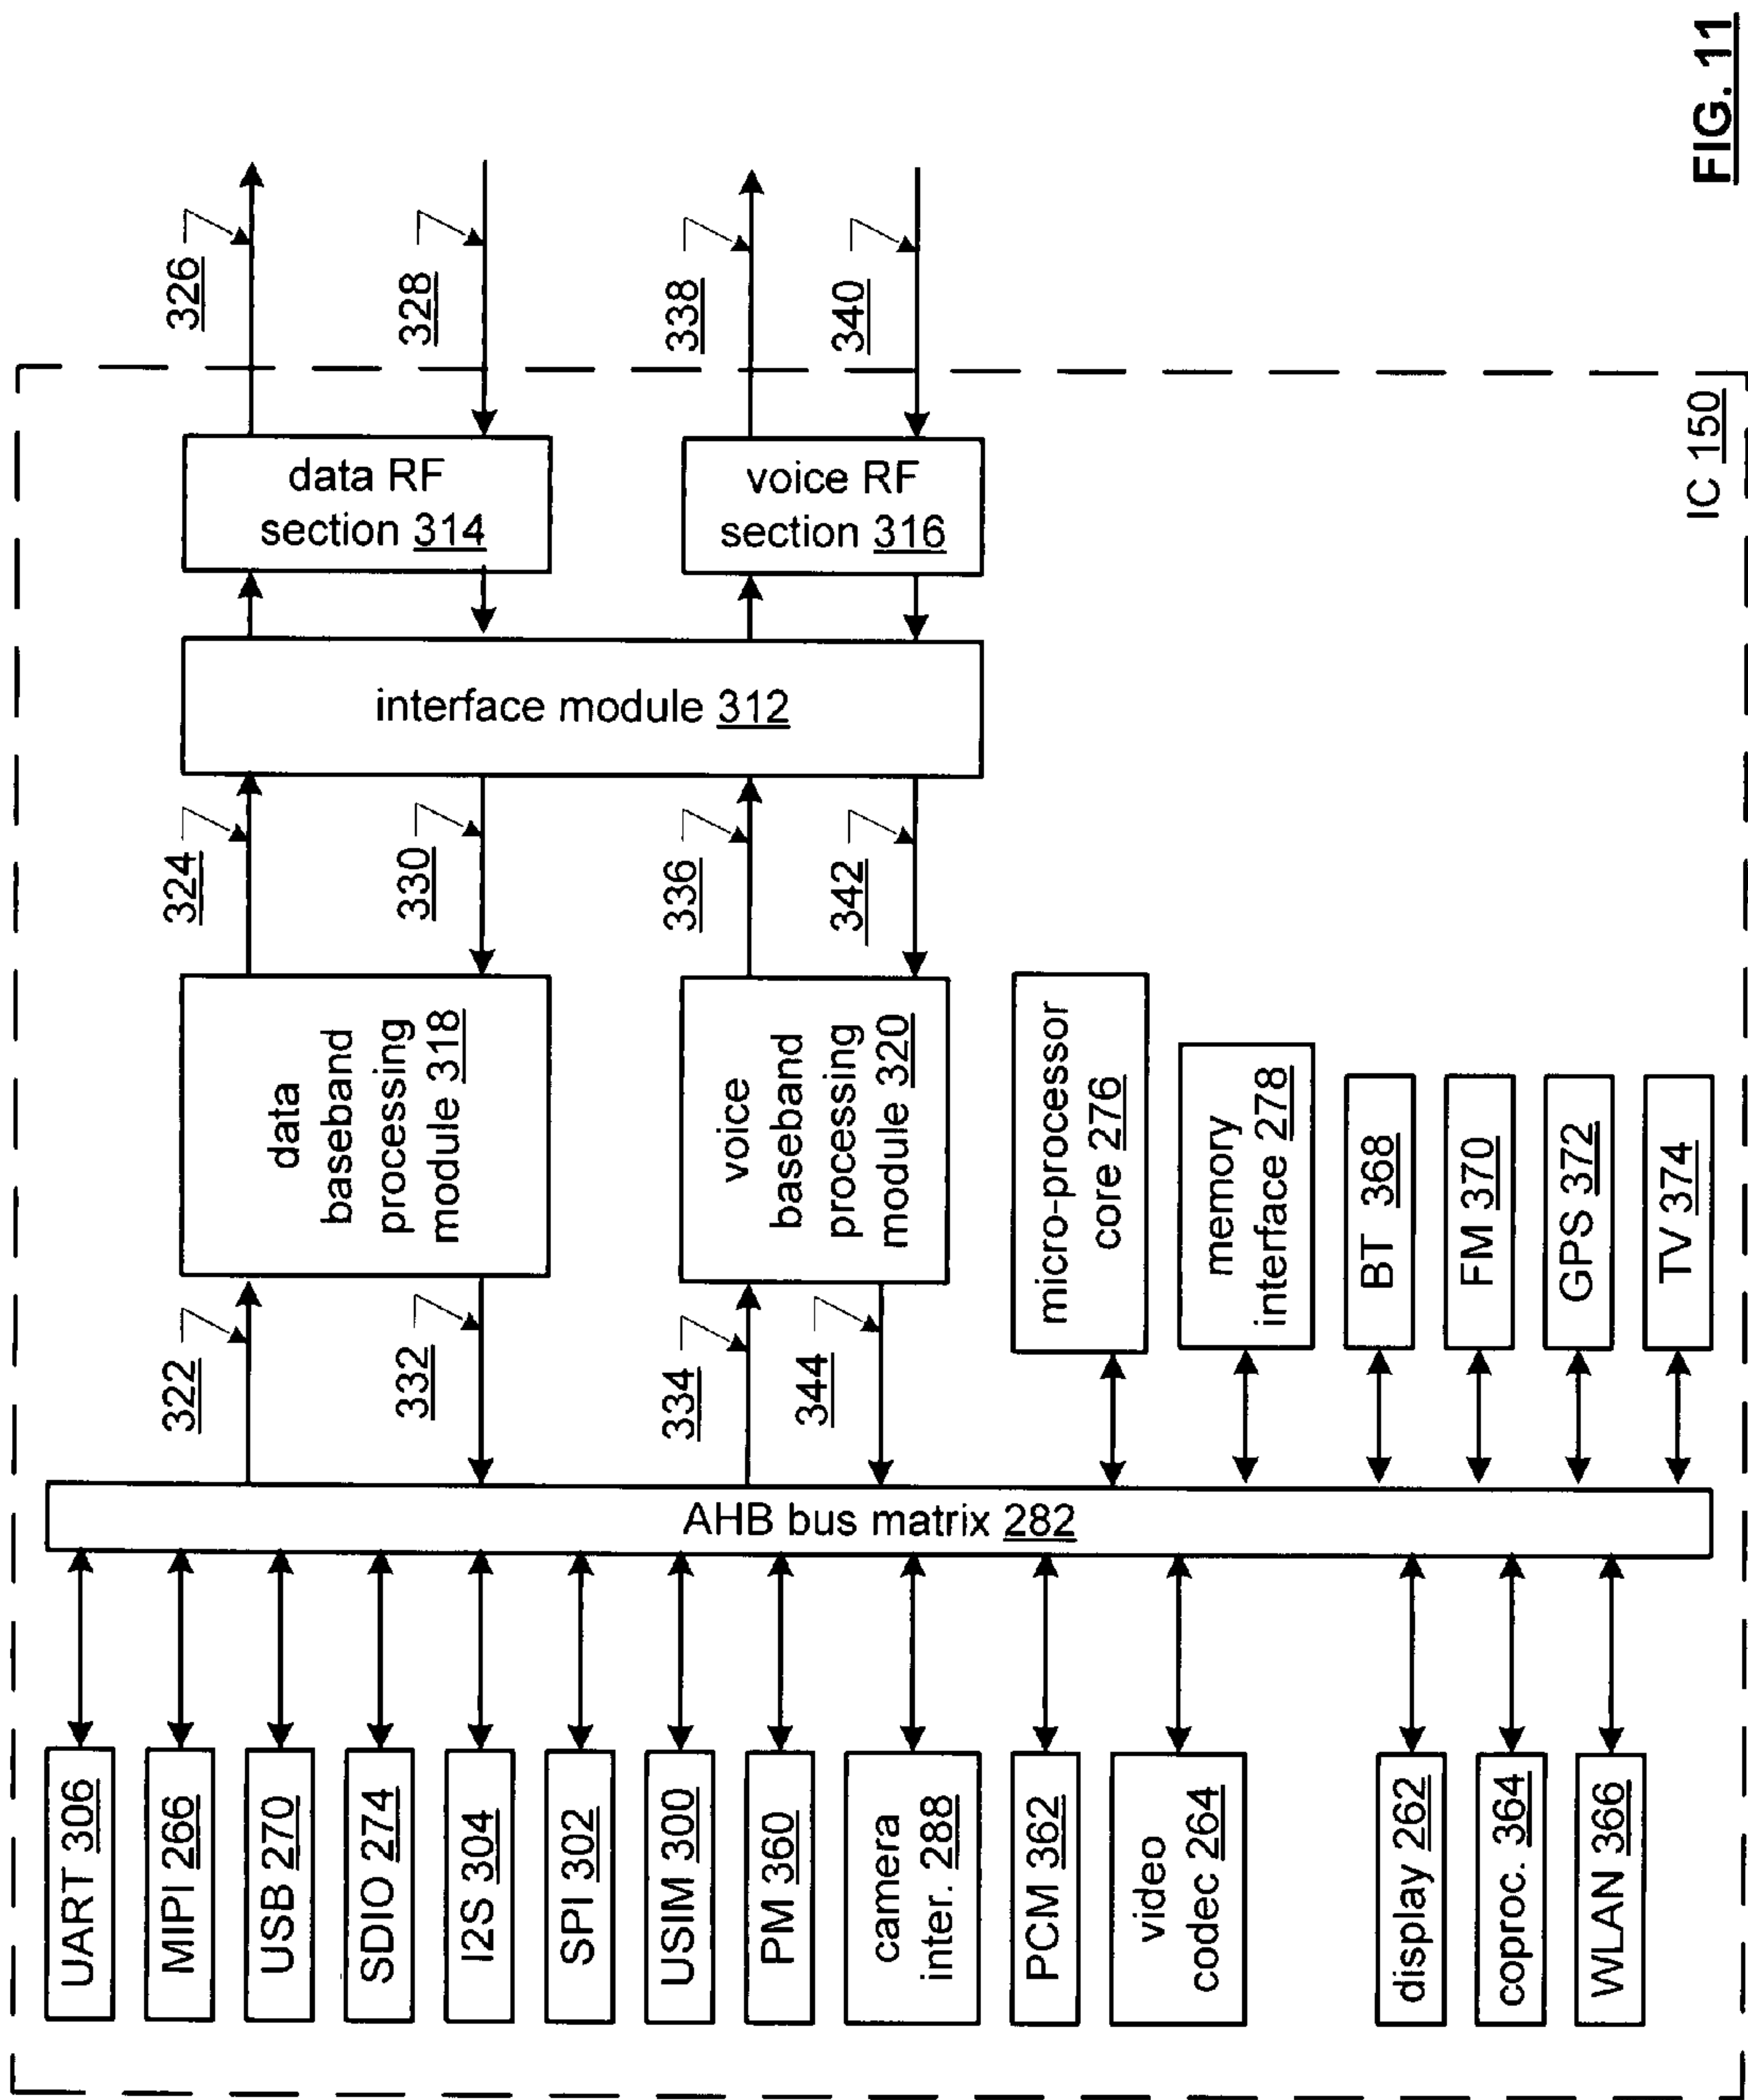 326
328
338
340
data RF
section 314
voice RF
section 316
interface module 312
324
330
336
342
data
baseband
processing
module 318
voice
baseband
processing
module 320
micro-processor
core 276
memory
interface 278
BT 368
FM 370
GPS 372
TV 374
322
332
334
344
AHB bus matrix 282
UART 306
MIPI 266
USB 270
SDIO 274
I2S 304
SPI 302
USIM 300
PM 360
camera
inter. 288
PCM 362
video
codec 264
display 262
coproc. 364
WLAN 366
IC 150
FIG. 11